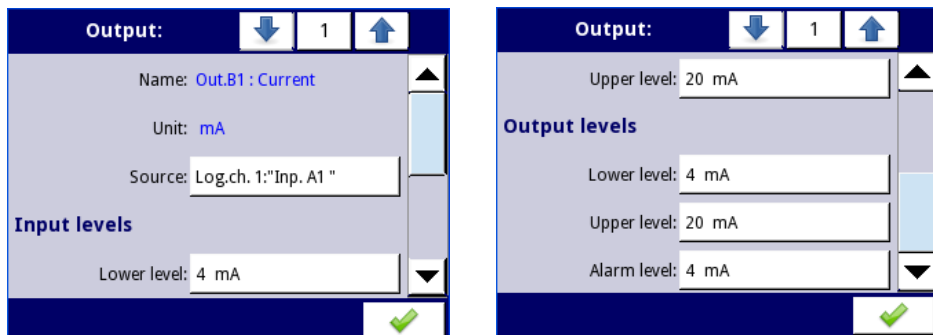 Output:
1
Name: Out.B1 : Current
Unit: mA
Source: Log.ch. 1:"Inp. A1 "
Input levels
Lower level: 4 mA
Output:
1
Upper level: 20 mA
Output levels
Lower level: 4 mA
Upper level: 20 mA
Alarm level: 4 mA